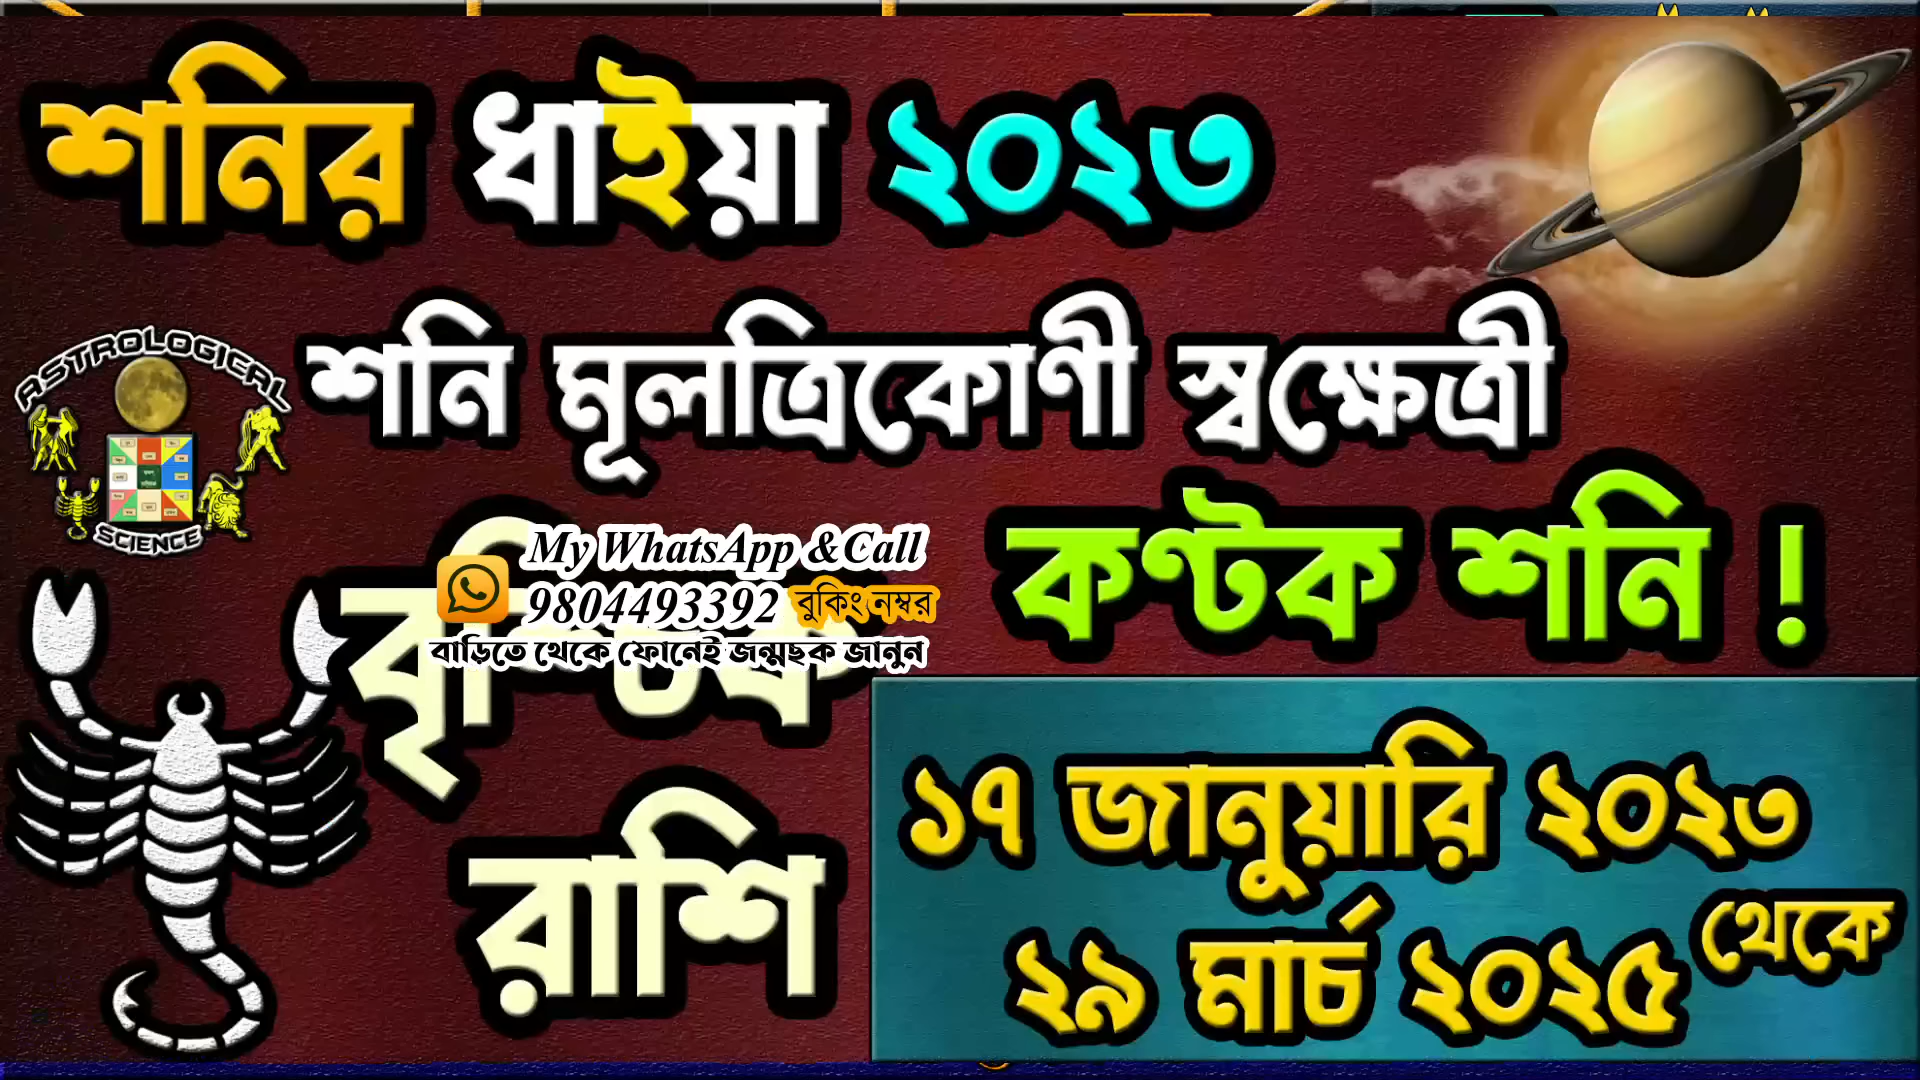 শনির ধাইয়া ২০২৩
শনি মূলত্রিকোণী স্বক্ষেত্রী
ASTROLOGICAL
SCIENCE
কণ্টক শনি !
My WhatsApp &Call
9804493392 বুকিং নম্বর
বাড়িতে থেকে ফোনেই জন্মছক জানুন
বৃশ্চিক
রাশি
১৭ জানুয়ারি ২০২৩
থেকে
২৯ মার্চ ২০২৫